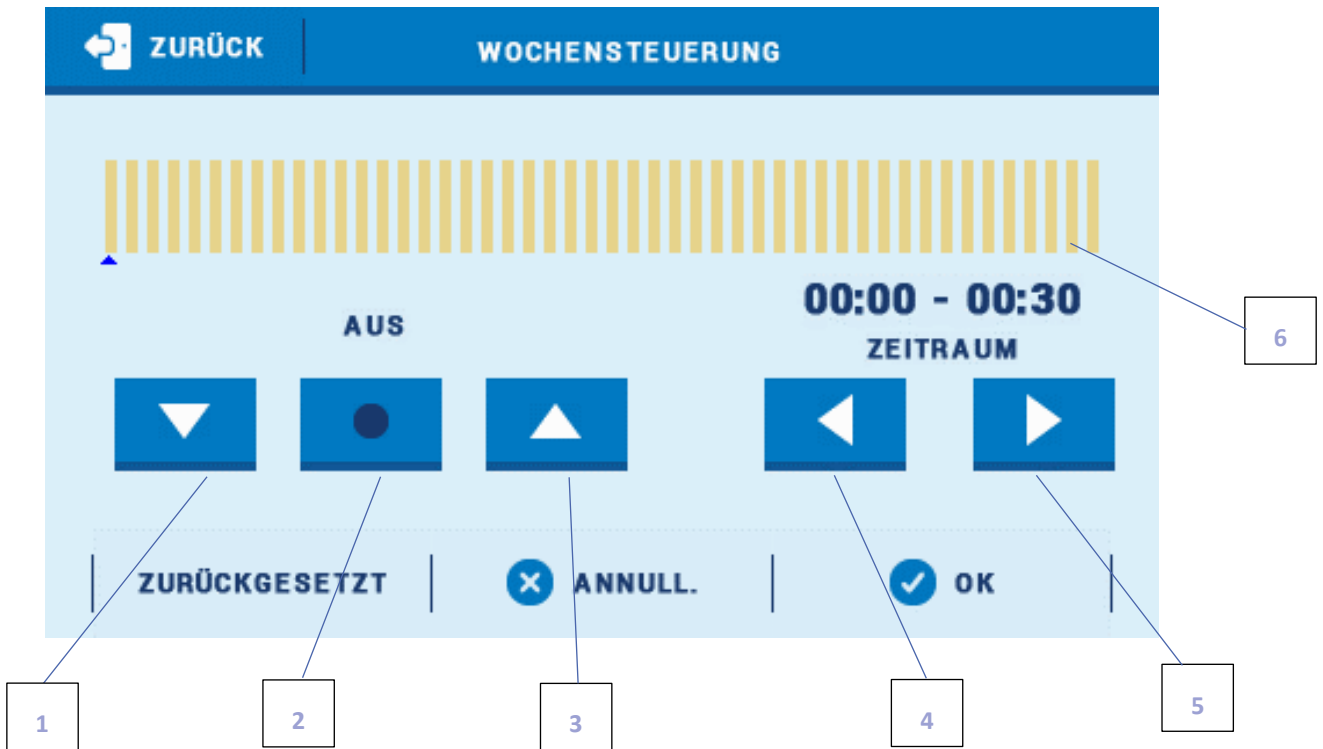 ZURÜCK
WOCHENSTEUERUNG
00:00 - 00:30
AUS
ZEITRAUM
6
ZURÜCKGESETZT
ANNULL.
OK
1
2
3
4
5